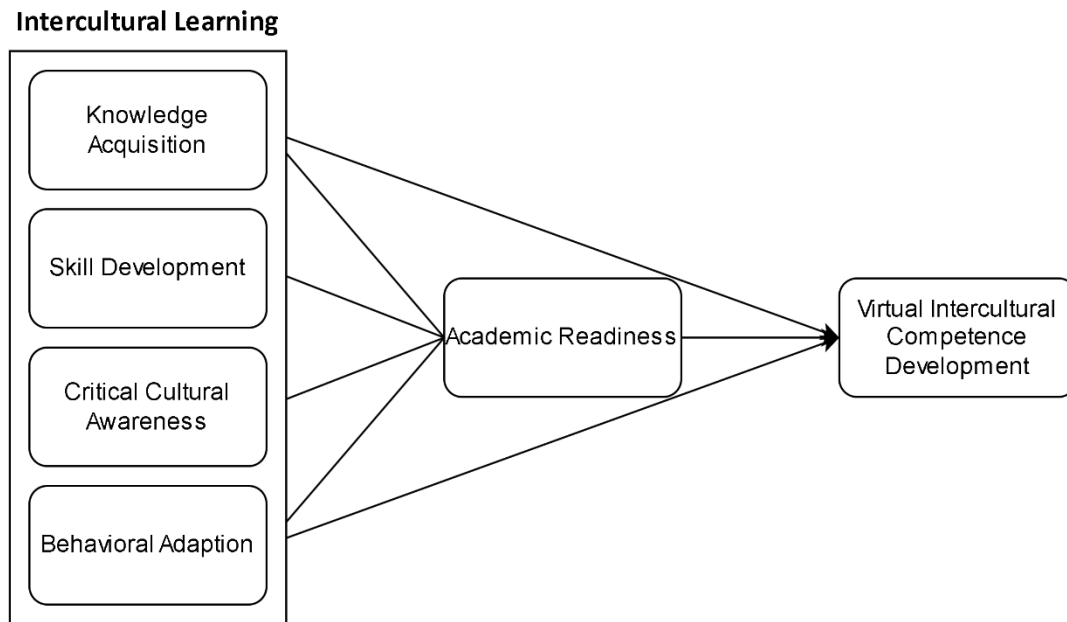 Intercultural Learning
Knowledge
Acquisition
Skill Development
Critical Cultural
Awareness
Behavioral Adaption
Academic Readiness
Virtual Intercultural
Competence
Development